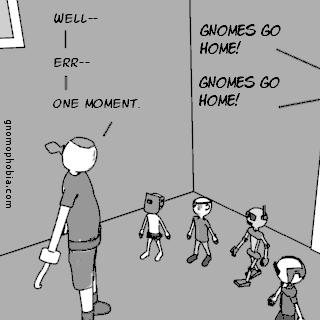 WELL--
ERR--
ONE MOMENT.
GNOMES GO
HOME!
GNOMES GO
HOME!
gnomophobia.com